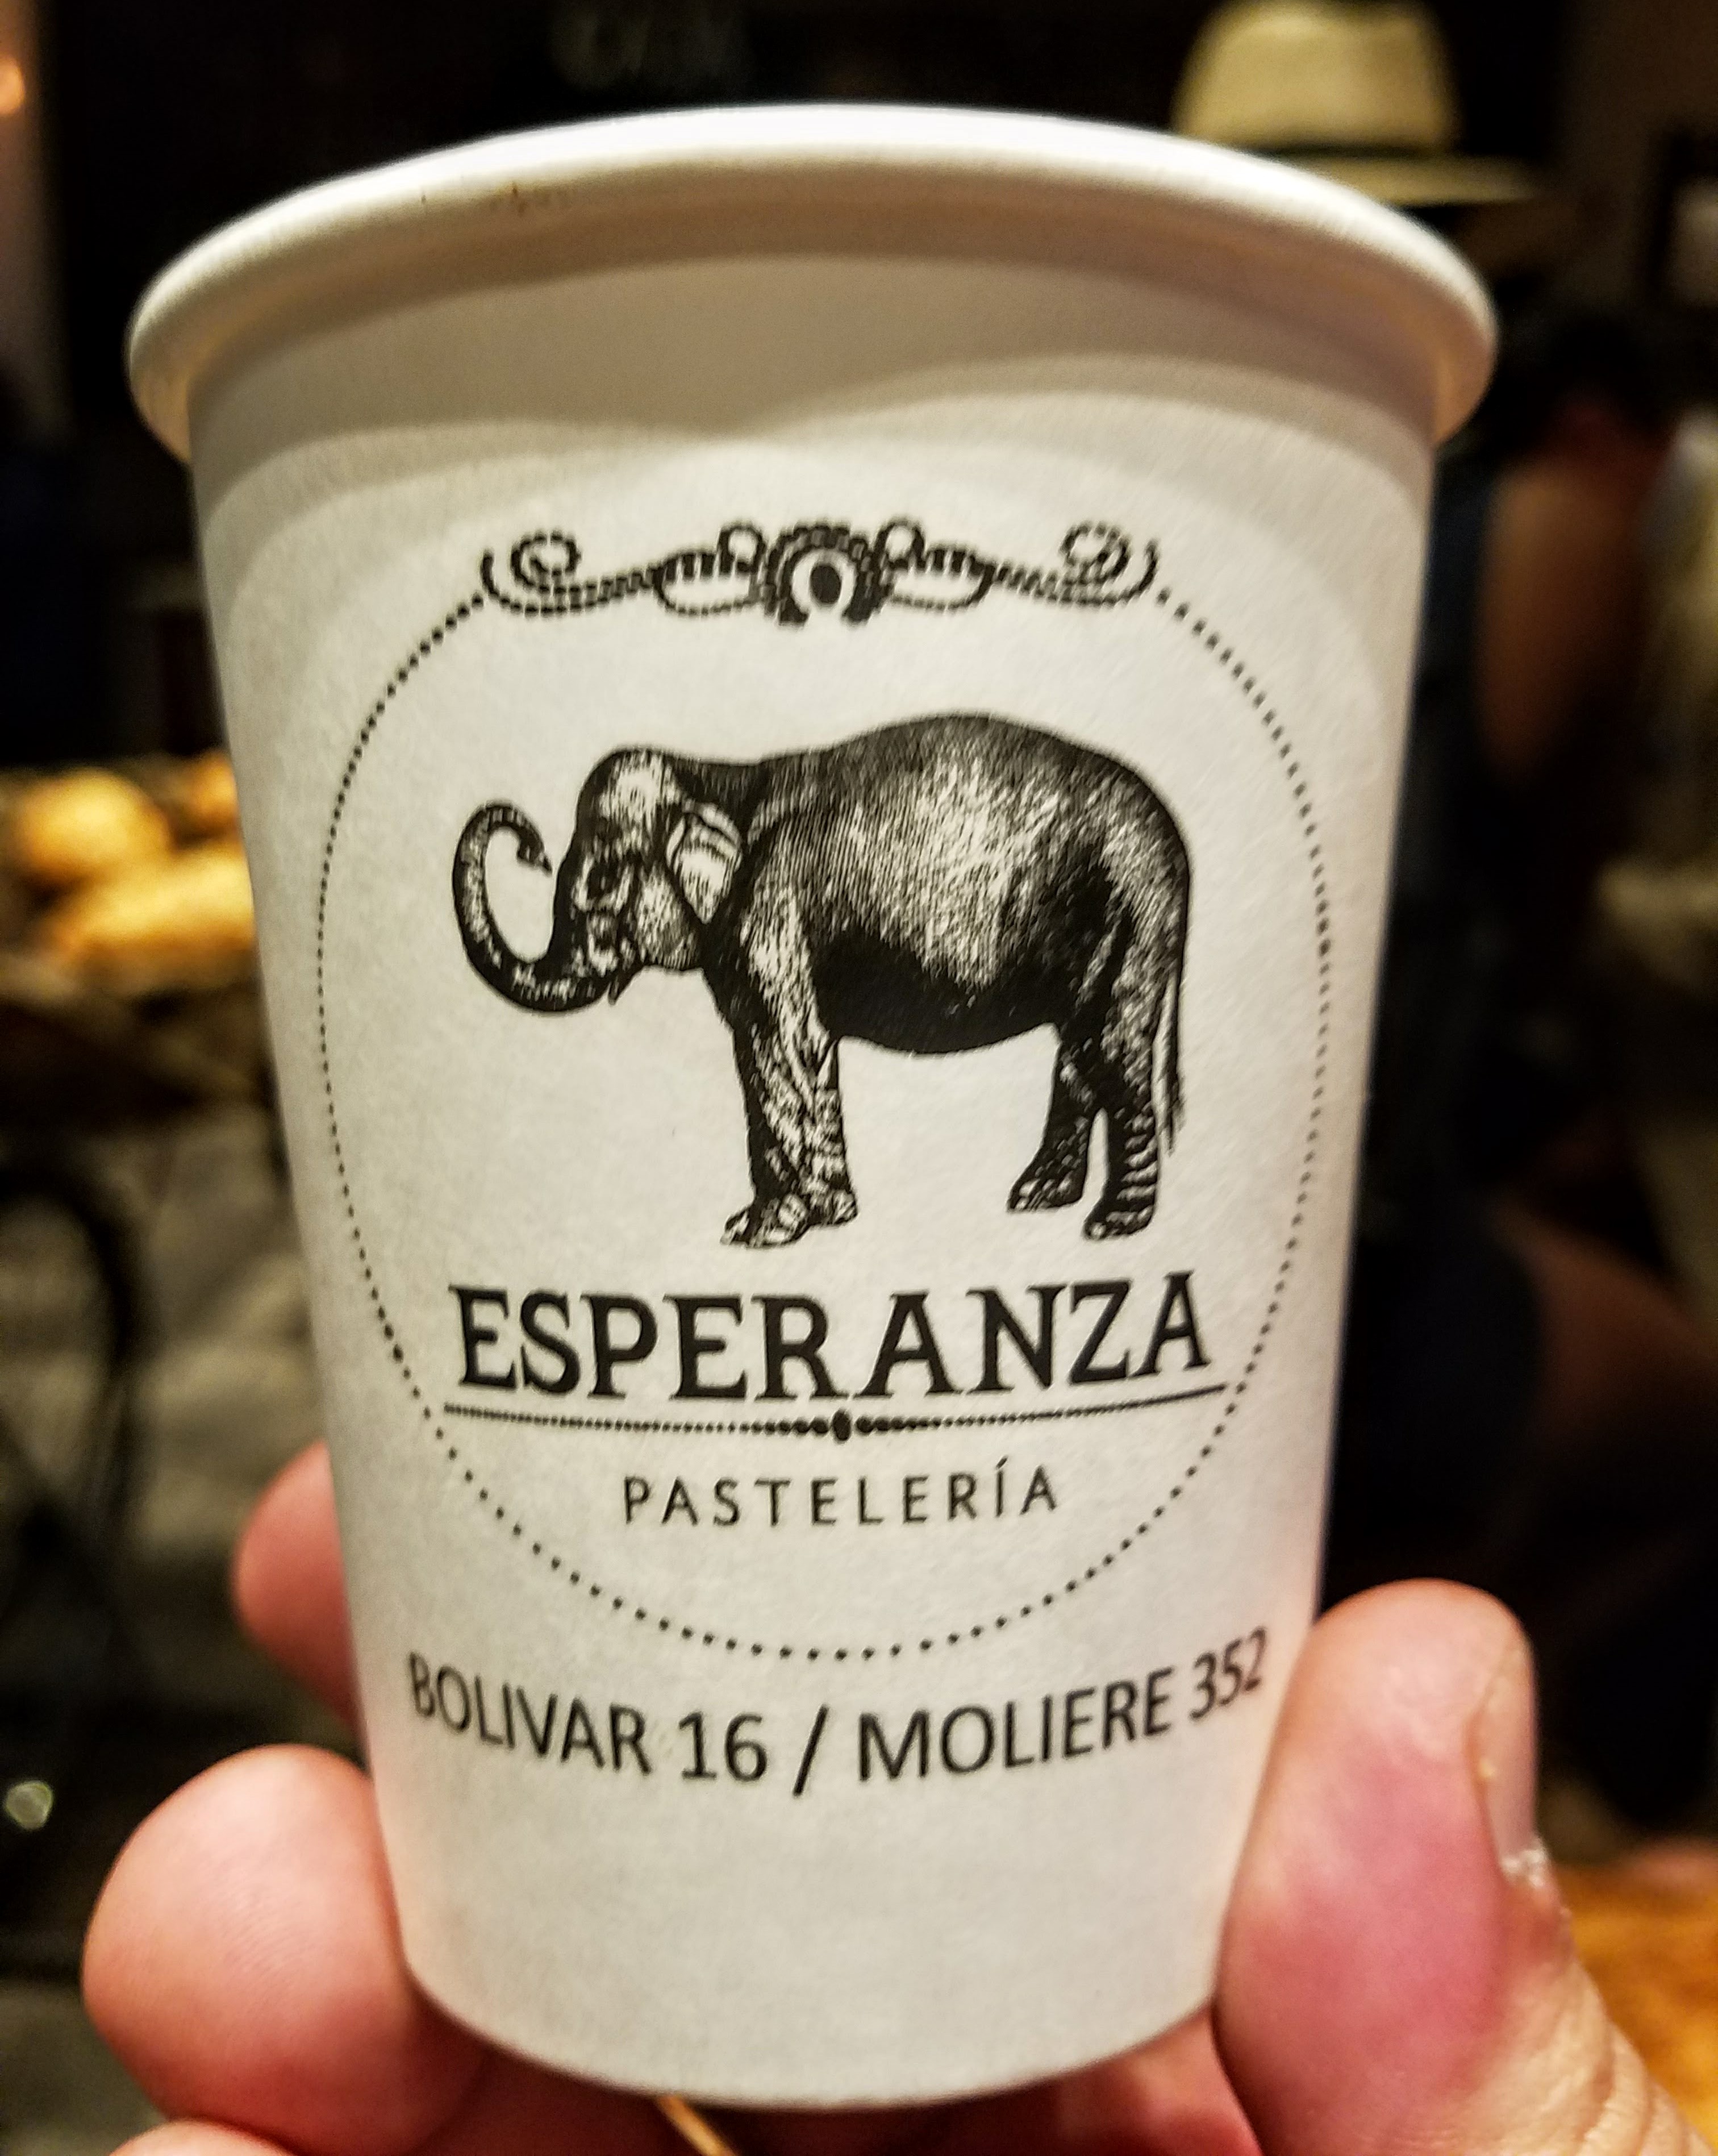 ESPERANZA
PASTELERÍA
BOLIVAR 16 / MOLIERE 352